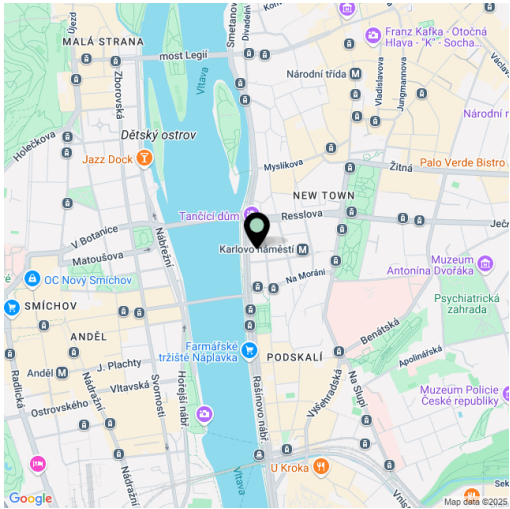 Újezd
MALÁ STRANA
most Legií
Smetanovo
Divadelní
Franz Kafka - Otočná
Hlava - "K" - Socha...
Národní třída
Vladislavova
Jungmannova
Václavs
Vltava
Zborovská
Dětský ostrov
Holečkova
Jazz Dock
Národní m
Myslíkova
Žitná
Palo Verde Bistro
NEW TOWN
Tančící dům
Resslova
Ječn
V Botanice
Matoušova
Nábřežní
Karlovo náměstí
Muzeum
Antonína Dvořáka
OC Nový Smíchov
Na Moráni
SMÍCHOV
Psychiatrická
zahrada
Benátská
ANDĚL
Farmářské
tržiště Náplavka
PODSKALÍ
Apolinářská
J. Plachty
Anděl
Radlická
Nádražní
Vltavská
Svornosti
Hořejší nábř.
Rašínovo nábř.
Vyšehradská
Na Slupi
Muzeum Policie
České republiky
Ostrovského
Nádražní
U Kroka
Vltava
Vnis
Sek
Google
Map data ©2025